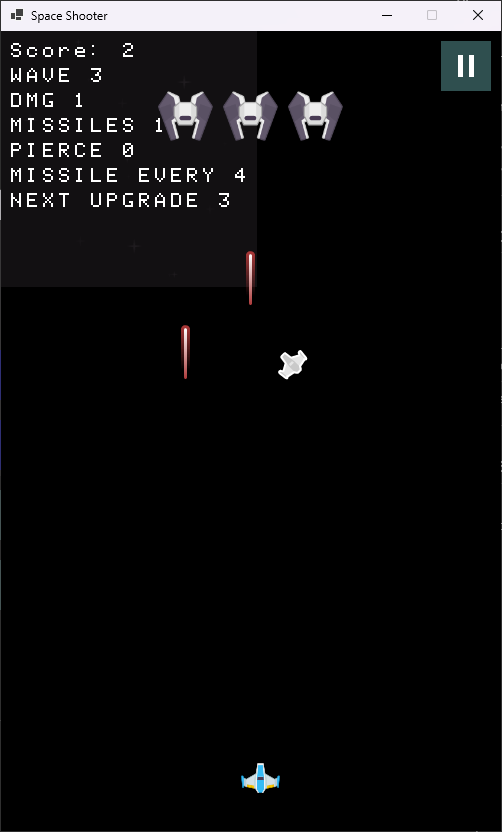 Space Shooter
Score: 2
WAVE 3
DMG 1
MISSILES 1
PIERCE 0
MISSILE EVERY 4
NEXT UPGRADE 3